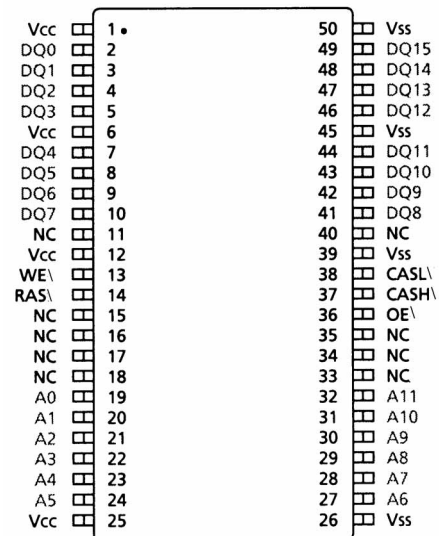 Vcc 1 50 Vss
DQ0 2 49 DQ15
DQ1 3 48 DQ14
DQ2 4 47 DQ13
DQ3 5 46 DQ12
Vcc 6 45 Vss
DQ4 7 44 DQ11
DQ5 8 43 DQ10
DQ6 9 42 DQ9
DQ7 10 41 DQ8
NC 11 40 NC
Vcc 12 39 Vss
WE\ 13 38 CASL\
RAS\ 14 37 CASH\
NC 15 36 OE\
NC 16 35 NC
NC 17 34 NC
NC 18 33 NC
A0 19 32 A11
A1 20 31 A10
A2 21 30 A9
A3 22 29 A8
A4 23 28 A7
A5 24 27 A6
Vcc 25 26 Vss